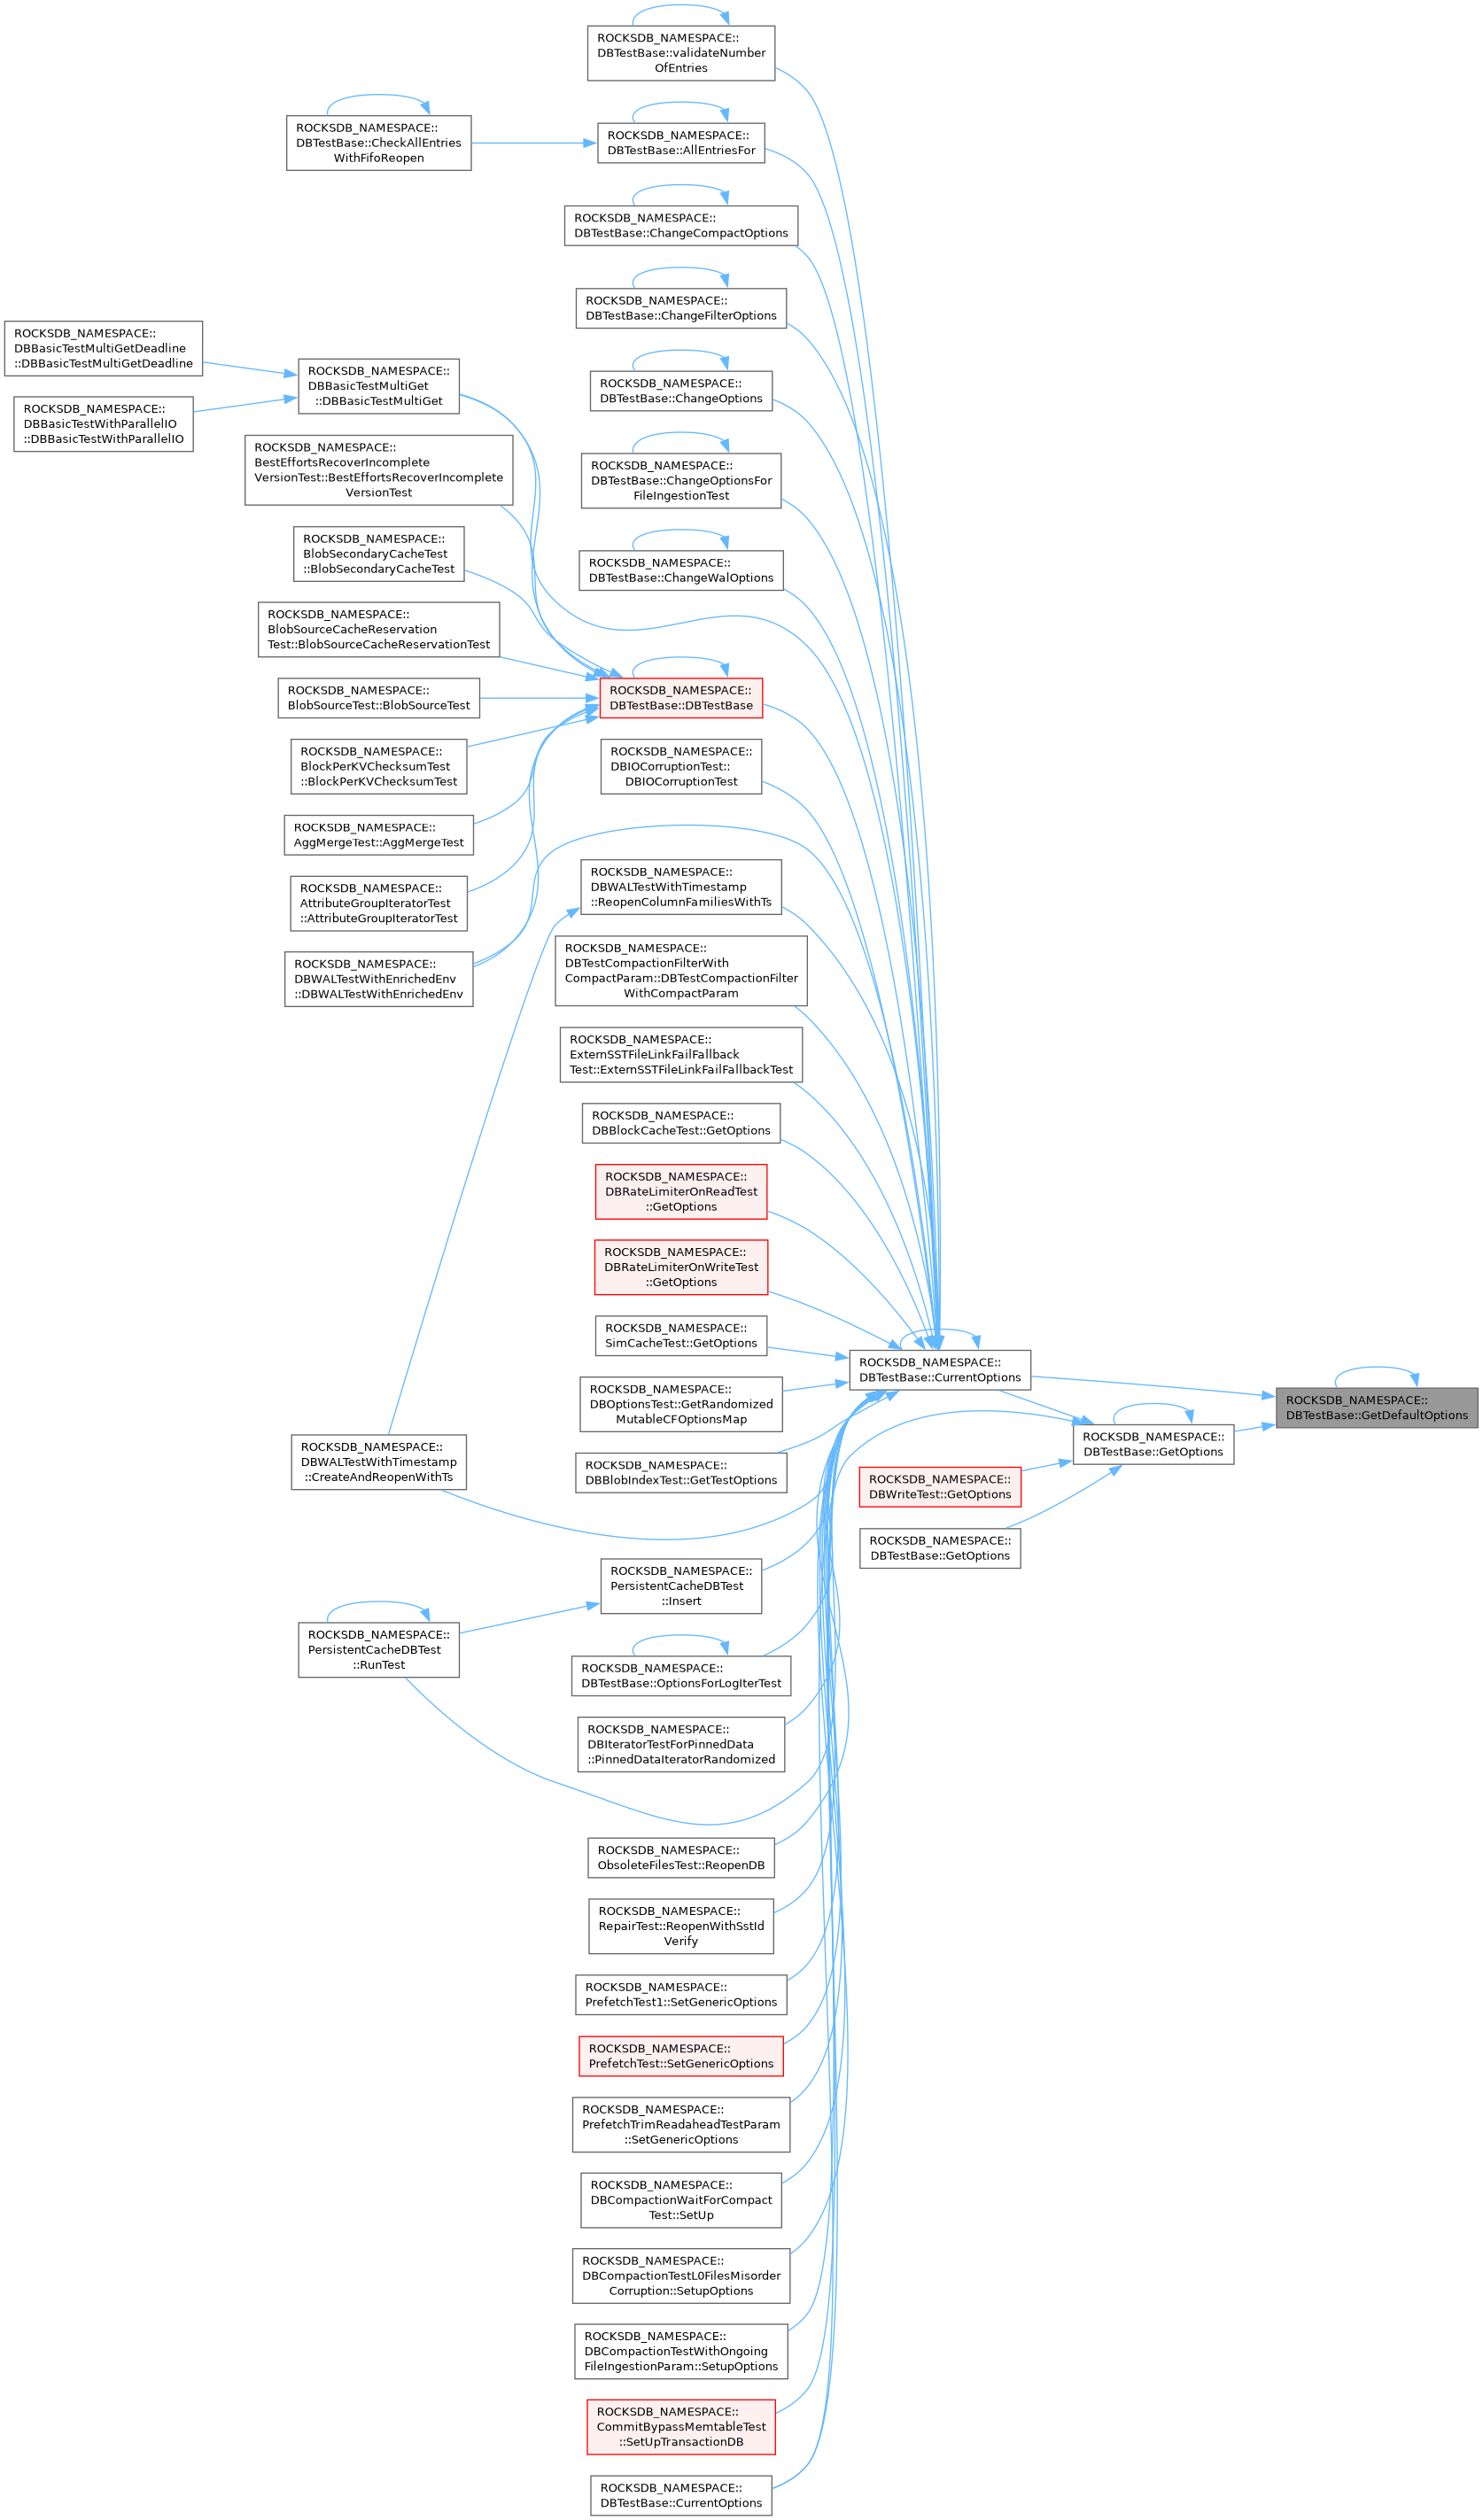 ROCKSDB_NAMESPACE::
DBTestBase::validateNumber
OfEntries
ROCKSDB_NAMESPACE::
DBTestBase::CheckAllEntries
WithFifoReopen
ROCKSDB_NAMESPACE::
DBTestBase::AllEntriesFor
ROCKSDB_NAMESPACE::
DBTestBase::ChangeCompactOptions
ROCKSDB_NAMESPACE::
DBTestBase::ChangeFilterOptions
ROCKSDB_NAMESPACE::
DBBasicTestMultiGetDeadline
::DBBasicTestMultiGetDeadline
ROCKSDB_NAMESPACE::
DBBasicTestMultiGet
::DBBasicTestMultiGet
ROCKSDB_NAMESPACE::
DBTestBase::ChangeOptions
ROCKSDB_NAMESPACE::
DBBasicTestWithParallelIO
::DBBasicTestWithParallelIO
ROCKSDB_NAMESPACE::
BestEffortsRecoverIncomplete
VersionTest::BestEffortsRecoverIncomplete
VersionTest
ROCKSDB_NAMESPACE::
DBTestBase::ChangeOptionsFor
FileIngestionTest
ROCKSDB_NAMESPACE::
BlobSecondaryCacheTest
::BlobSecondaryCacheTest
ROCKSDB_NAMESPACE::
DBTestBase::ChangeWalOptions
ROCKSDB_NAMESPACE::
BlobSourceCacheReservation
Test::BlobSourceCacheReservationTest
ROCKSDB_NAMESPACE::
BlobSourceTest::BlobSourceTest
ROCKSDB_NAMESPACE::
DBTestBase::DBTestBase
ROCKSDB_NAMESPACE::
BlockPerKVChecksumTest
::BlockPerKVChecksumTest
ROCKSDB_NAMESPACE::
DBIOCorruptionTest::
DBIOCorruptionTest
ROCKSDB_NAMESPACE::
AggMergeTest::AggMergeTest
ROCKSDB_NAMESPACE::
AttributeGroupIteratorTest
::AttributeGroupIteratorTest
ROCKSDB_NAMESPACE::
DBWALTestWithTimestamp
::ReopenColumnFamiliesWithTs
ROCKSDB_NAMESPACE::
DBWALTestWithEnrichedEnv
::DBWALTestWithEnrichedEnv
ROCKSDB_NAMESPACE::
DBTestCompactionFilterWith
CompactParam::DBTestCompactionFilter
WithCompactParam
ROCKSDB_NAMESPACE::
ExternSSTFileLinkFailFallback
Test::ExternSSTFileLinkFailFallbackTest
ROCKSDB_NAMESPACE::
DBBlockCacheTest::GetOptions
ROCKSDB_NAMESPACE::
DBRateLimiterOnReadTest
::GetOptions
ROCKSDB_NAMESPACE::
DBRateLimiterOnWriteTest
::GetOptions
ROCKSDB_NAMESPACE::
SimCacheTest::GetOptions
ROCKSDB_NAMESPACE::
DBTestBase::CurrentOptions
ROCKSDB_NAMESPACE::
DBTestBase::GetDefaultOptions
ROCKSDB_NAMESPACE::
DBOptionsTest::GetRandomized
MutableCFOptionsMap
ROCKSDB_NAMESPACE::
DBTestBase::GetOptions
ROCKSDB_NAMESPACE::
DBWALTestWithTimestamp
::CreateAndReopenWithTs
ROCKSDB_NAMESPACE::
DBBlobIndexTest::GetTestOptions
ROCKSDB_NAMESPACE::
DBWriteTest::GetOptions
ROCKSDB_NAMESPACE::
DBTestBase::GetOptions
ROCKSDB_NAMESPACE::
PersistentCacheDBTest
::Insert
ROCKSDB_NAMESPACE::
PersistentCacheDBTest
::RunTest
ROCKSDB_NAMESPACE::
DBTestBase::OptionsForLogIterTest
ROCKSDB_NAMESPACE::
DBIteratorTestForPinnedData
::PinnedDataIteratorRandomized
ROCKSDB_NAMESPACE::
ObsoleteFilesTest::ReopenDB
ROCKSDB_NAMESPACE::
RepairTest::ReopenWithSstId
Verify
ROCKSDB_NAMESPACE::
PrefetchTest1::SetGenericOptions
ROCKSDB_NAMESPACE::
PrefetchTest::SetGenericOptions
ROCKSDB_NAMESPACE::
PrefetchTrimReadaheadTestParam
::SetGenericOptions
ROCKSDB_NAMESPACE::
DBCompactionWaitForCompact
Test::SetUp
ROCKSDB_NAMESPACE::
DBCompactionTestL0FilesMisorder
Corruption::SetupOptions
ROCKSDB_NAMESPACE::
DBCompactionTestWithOngoing
FileIngestionParam::SetupOptions
ROCKSDB_NAMESPACE::
CommitBypassMemtableTest
::SetUpTransactionDB
ROCKSDB_NAMESPACE::
DBTestBase::CurrentOptions